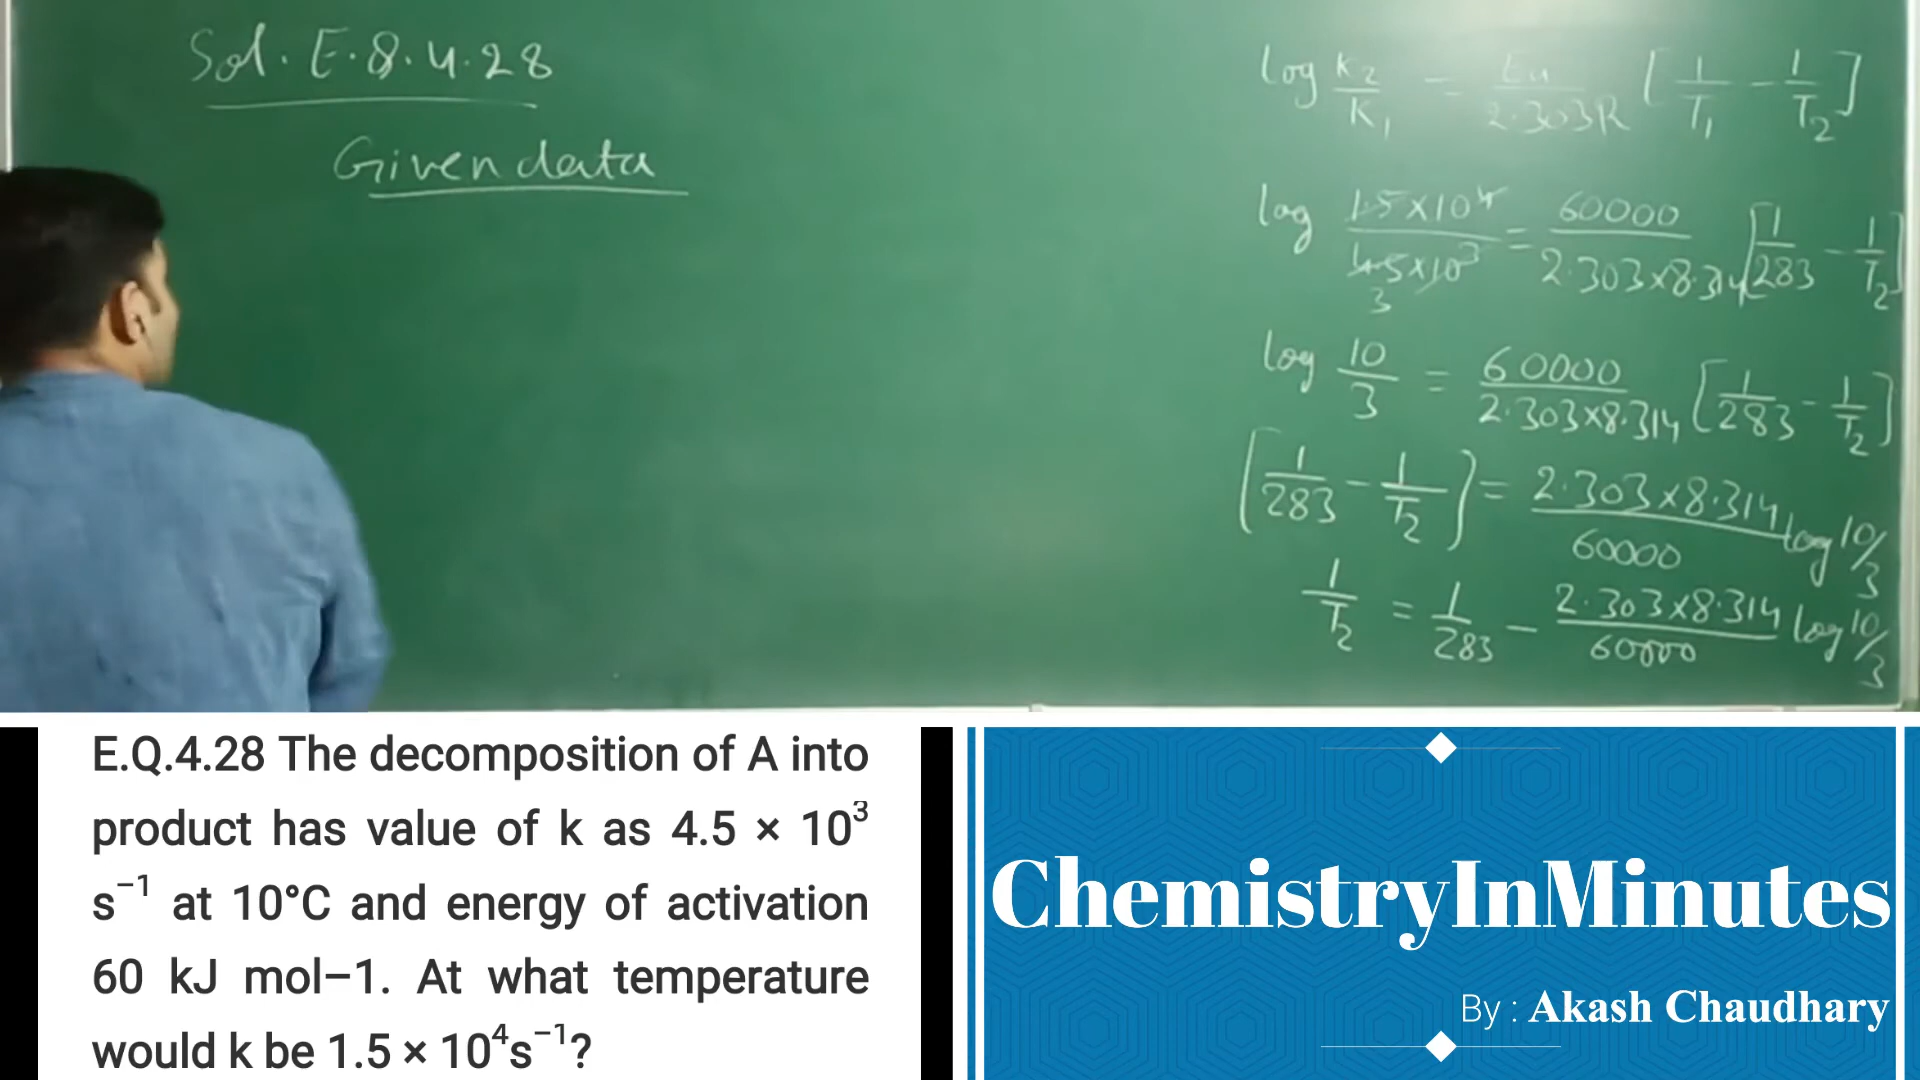 Sol. E.Q.4.28
Given data
log K2/K1 = Ea/2.303R [1/T1 - 1/T2]
log 1.5×10⁴/4.5×10³ = 60000/2.303×8.314 [1/283 - 1/T2]
3
log 10/3 = 60000/2.303×8.314 [1/283 - 1/T2]
[1/283 - 1/T2] = 2.303×8.314/60000 log 10/3
1/T2 = 1/283 - 2.303×8.314/60000 log 10/3
E.Q.4.28 The decomposition of A into
product has value of k as 4.5 × 10³
s⁻¹ at 10°C and energy of activation
60 kJ mol–1. At what temperature
would k be 1.5 × 10⁴s⁻¹?
ChemistryInMinutes
By : Akash Chaudhary